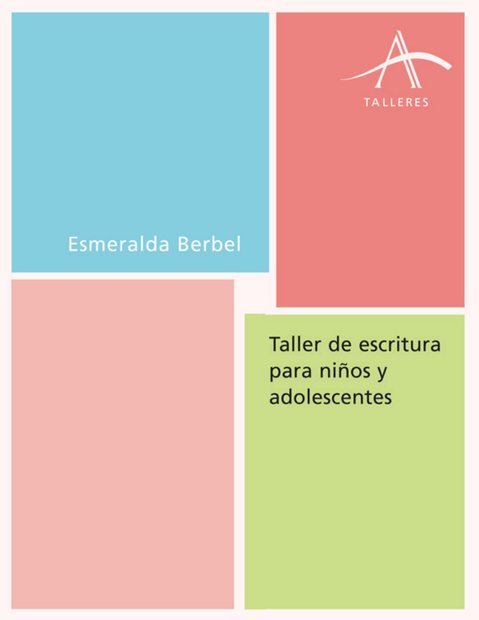 TALLERES
Esmeralda Berbel
Taller de escritura
para niños y
adolescentes